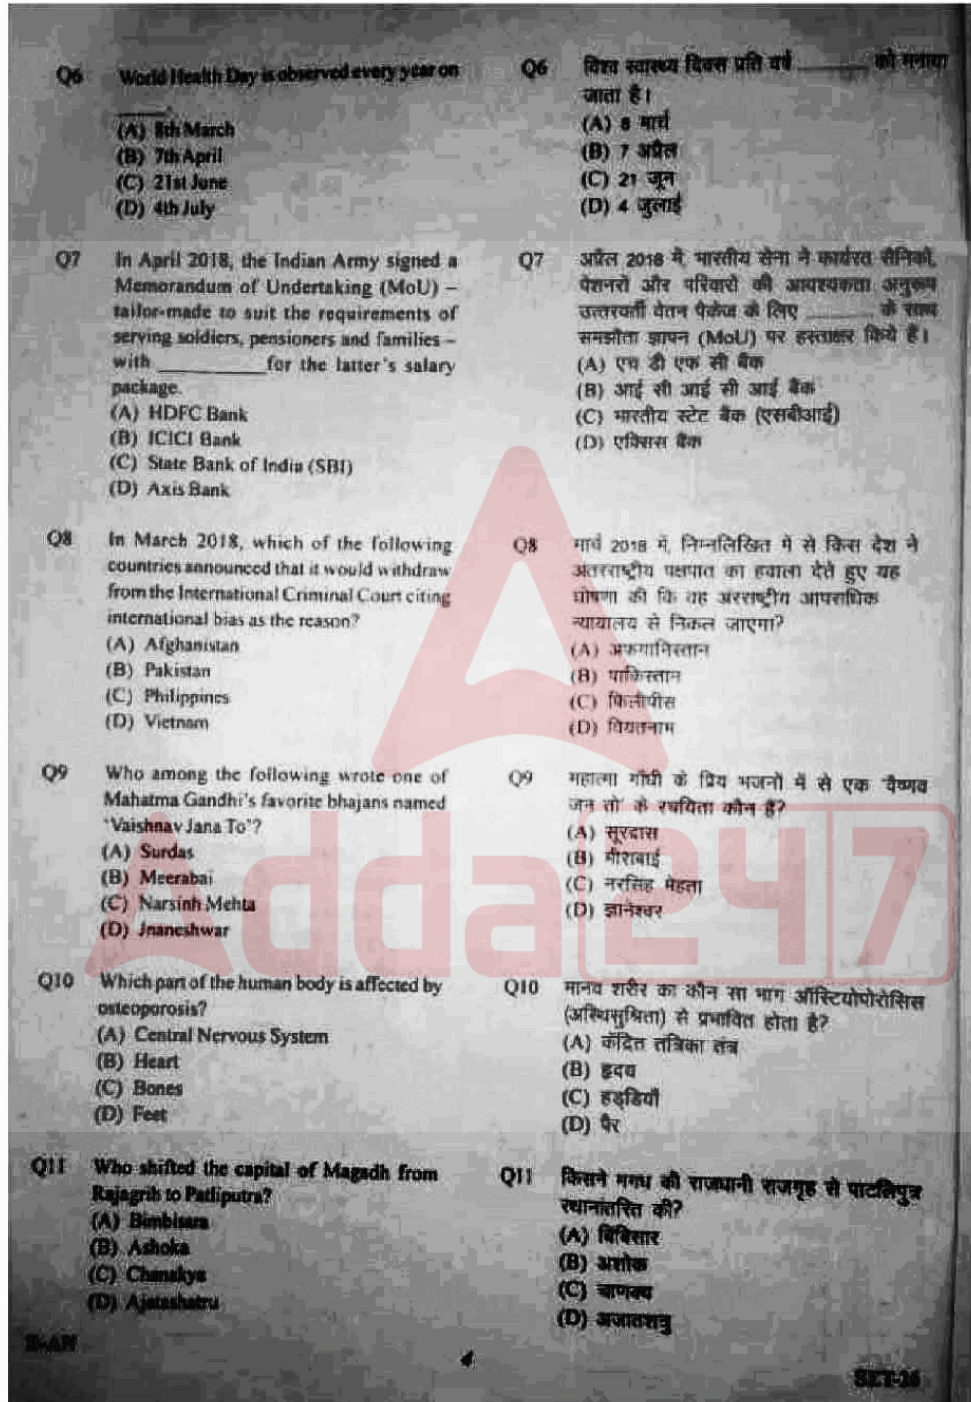 Q6 World Health Day is observed every year on
______.
(A) 8th March
(B) 7th April
(C) 21st June
(D) 4th July
Q7 In April 2018, the Indian Army signed a
Memorandum of Undertaking (MoU) –
tailor-made to suit the requirements of
serving soldiers, pensioners and families –
with __________ for the latter's salary
package.
(A) HDFC Bank
(B) ICICI Bank
(C) State Bank of India (SBI)
(D) Axis Bank
Q8 In March 2018, which of the following
countries announced that it would withdraw
from the International Criminal Court citing
international bias as the reason?
(A) Afghanistan
(B) Pakistan
(C) Philippines
(D) Vietnam
Q9 Who among the following wrote one of
Mahatma Gandhi's favorite bhajans named
'Vaishnav Jana To'?
(A) Surdas
(B) Meerabai
(C) Narsinh Mehta
(D) Jnaneshwar
Q10 Which part of the human body is affected by
osteoporosis?
(A) Central Nervous System
(B) Heart
(C) Bones
(D) Feet
Q11 Who shifted the capital of Magadh from
Rajagrih to Patliputra?
(A) Bimbisara
(B) Ashoka
(C) Chanakya
(D) Ajatashatru
Q6 विश्व स्वास्थ्य दिवस प्रति वर्ष ______ को मनाया
जाता है।
(A) 8 मार्च
(B) 7 अप्रैल
(C) 21 जून
(D) 4 जुलाई
Q7 अप्रैल 2018 में, भारतीय सेना ने कार्यरत सैनिकों,
पेंशनरों और परिवारों की आवश्यकता अनुरूप
उत्तरवर्ती वेतन पैकेज के लिए ______ के साथ
समझौता ज्ञापन (MoU) पर हस्ताक्षर किये हैं।
(A) एच डी एफ सी बैंक
(B) आई सी आई सी आई बैंक
(C) भारतीय स्टेट बैंक (एसबीआई)
(D) एक्सिस बैंक
Q8 मार्च 2018 में, निम्नलिखित में से किस देश ने
अंतरराष्ट्रीय पक्षपात का हवाला देते हुए यह
घोषणा की कि वह अंरराष्ट्रीय आपराधिक
न्यायालय से निकल जाएगा?
(A) अफगानिस्तान
(B) पाकिस्तान
(C) फिलीपींस
(D) वियतनाम
Q9 महात्मा गाँधी के प्रिय भजनों में से एक 'वैष्णव
जन तो' के रचयिता कौन है?
(A) सूरदास
(B) मीराबाई
(C) नरसिंह मेहता
(D) ज्ञानेश्वर
Q10 मानव शरीर का कौन सा भाग ऑस्टियोपोरोसिस
(अस्थिसुषिरता) से प्रभावित होता है?
(A) केंद्रित तंत्रिका तंत्र
(B) हृदय
(C) हड्डियाँ
(D) पैर
Q11 किसने मगध की राजधानी राजगृह से पाटलिपुत्र
स्थानांतरित की?
(A) बिंबिसार
(B) अशोक
(C) चाणक्य
(D) अजातशत्रु
II-AN
4
SET-26
Adda247